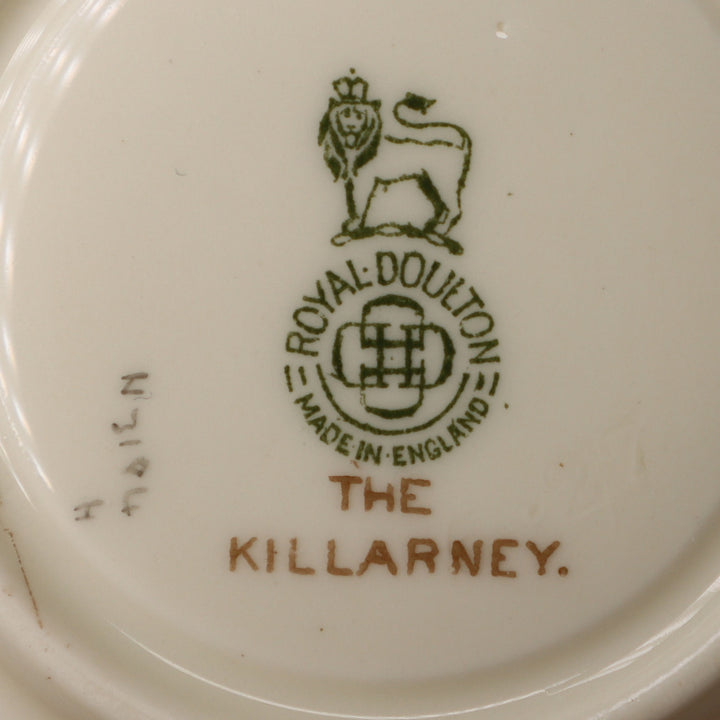 ROYAL·DOULTON
MADE·IN·ENGLAND
THE
KILLARNEY.
H